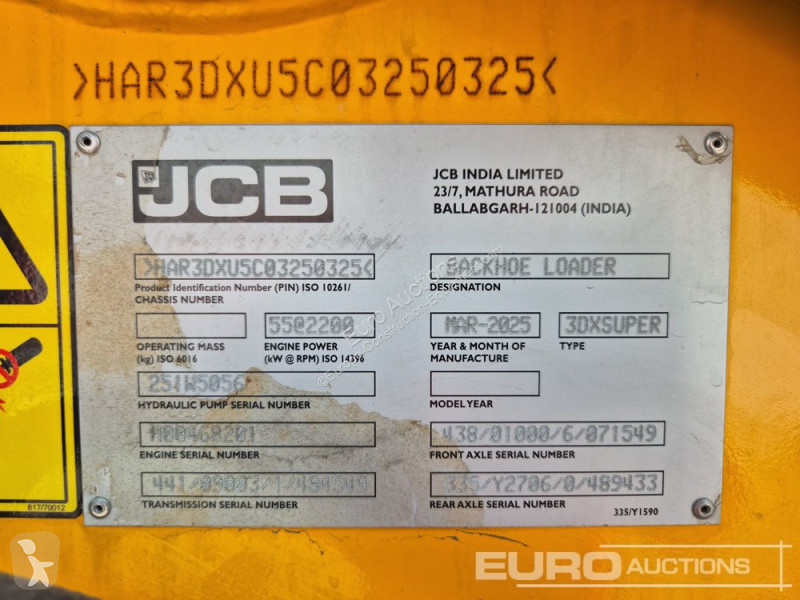 >HAR3DXU5C03250325<
JCB
JCB INDIA LIMITED
23/7, MATHURA ROAD
BALLABGARH-121004 (INDIA)
>HAR3DXU5C03250325<
Product Identification Number (PIN) ISO 10261/
CHASSIS NUMBER
BACKHOE LOADER
DESIGNATION
OPERATING MASS
(kg) ISO 6016
55@2200
ENGINE POWER
(kW @ RPM) ISO 14396
MAR-2025
YEAR & MONTH OF
MANUFACTURE
3DXSUPER
TYPE
251W5056
HYDRAULIC PUMP SERIAL NUMBER
MODEL YEAR
ENGINE SERIAL NUMBER
438/01000/6/071549
FRONT AXLE SERIAL NUMBER
TRANSMISSION SERIAL NUMBER
335/Y2706/0/489433
REAR AXLE SERIAL NUMBER
335/Y1590
817/70012
EURO AUCTIONS